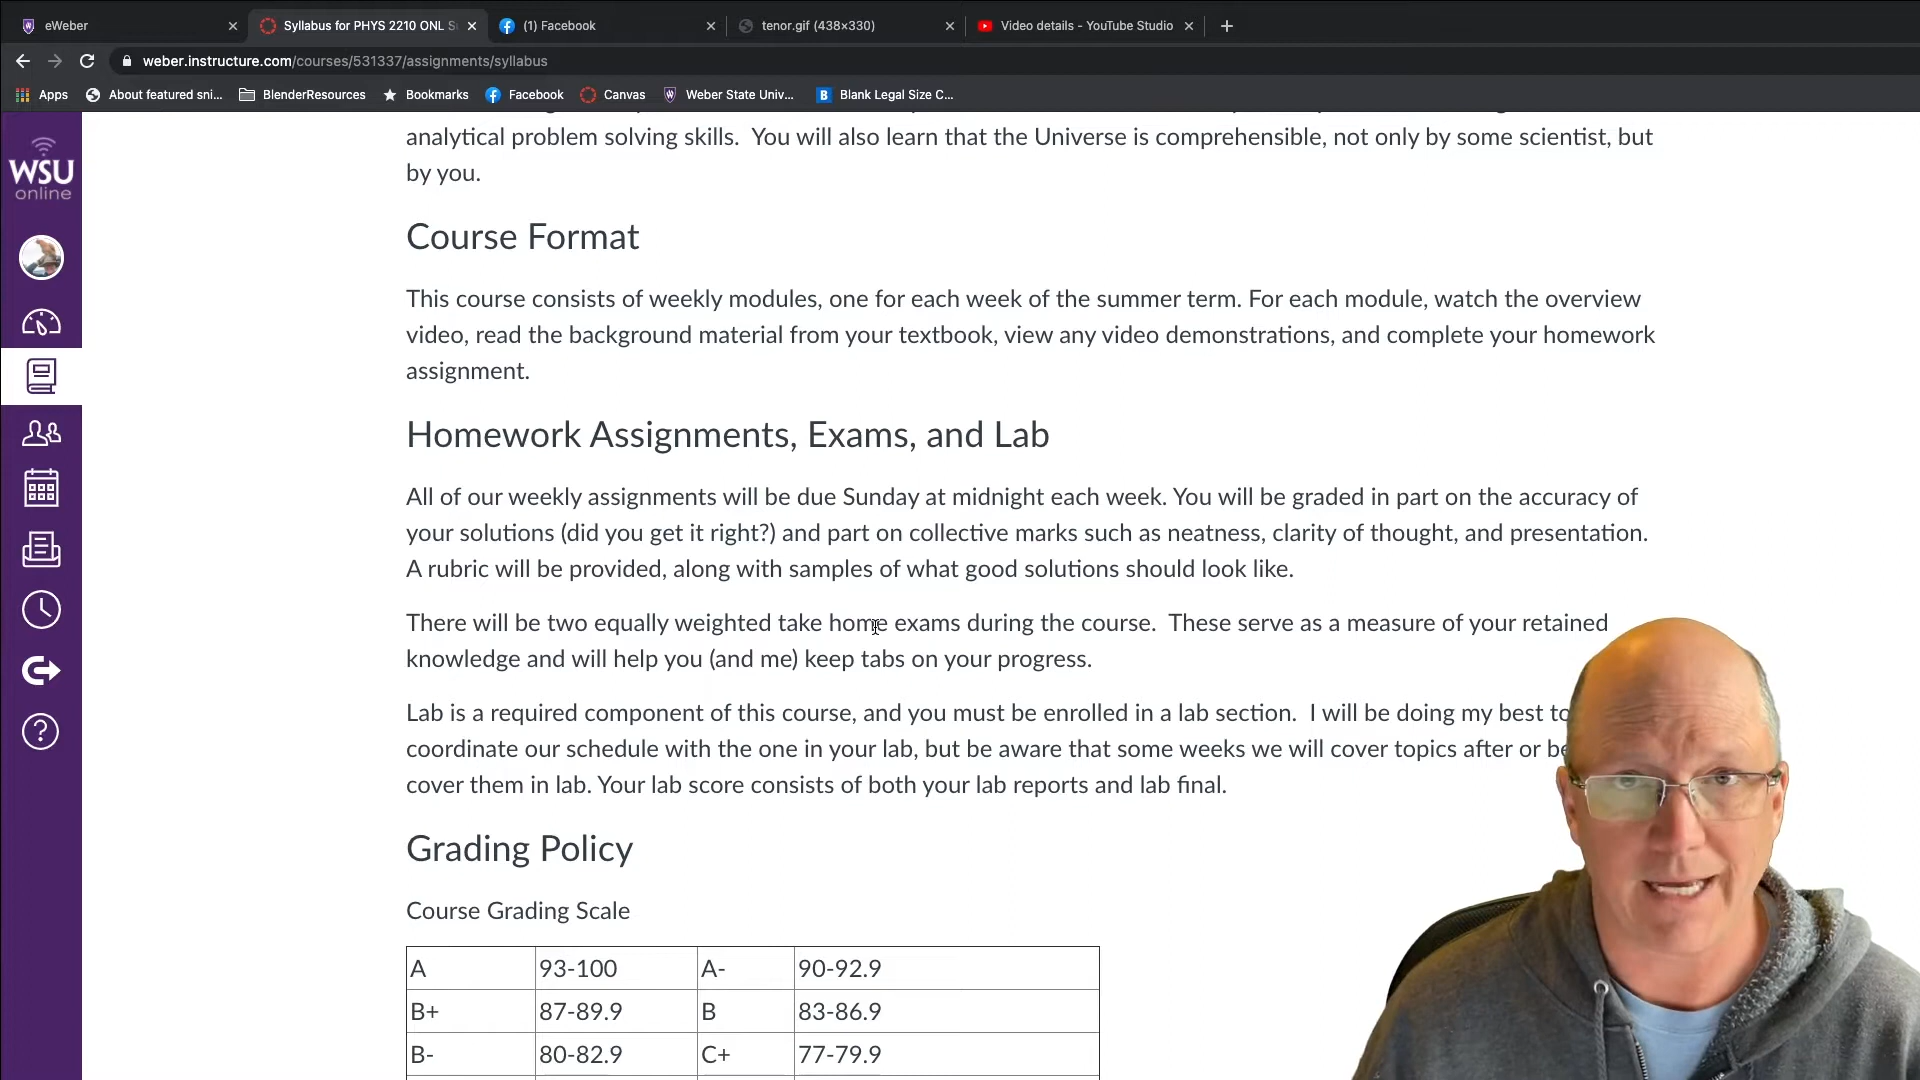 eWeber
Syllabus for PHYS 2210 ONL S
(1) Facebook
tenor.gif (438×330)
Video details - YouTube Studio
weber.instructure.com/courses/531337/assignments/syllabus
Apps
About featured sni...
BlenderResources
Bookmarks
Facebook
Canvas
Weber State Univ...
B
Blank Legal Size C...
WSU
online
analytical problem solving skills. You will also learn that the Universe is comprehensible, not only by some scientist, but
by you.
Course Format
This course consists of weekly modules, one for each week of the summer term. For each module, watch the overview
video, read the background material from your textbook, view any video demonstrations, and complete your homework
assignment.
Homework Assignments, Exams, and Lab
All of our weekly assignments will be due Sunday at midnight each week. You will be graded in part on the accuracy of
your solutions (did you get it right?) and part on collective marks such as neatness, clarity of thought, and presentation.
A rubric will be provided, along with samples of what good solutions should look like.
There will be two equally weighted take home exams during the course. These serve as a measure of your retained
knowledge and will help you (and me) keep tabs on your progress.
Lab is a required component of this course, and you must be enrolled in a lab section. I will be doing my best to
coordinate our schedule with the one in your lab, but be aware that some weeks we will cover topics after or be
cover them in lab. Your lab score consists of both your lab reports and lab final.
Grading Policy
Course Grading Scale
A 93-100 A- 90-92.9
B+ 87-89.9 B 83-86.9
B- 80-82.9 C+ 77-79.9